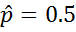 p̂ = 0.5